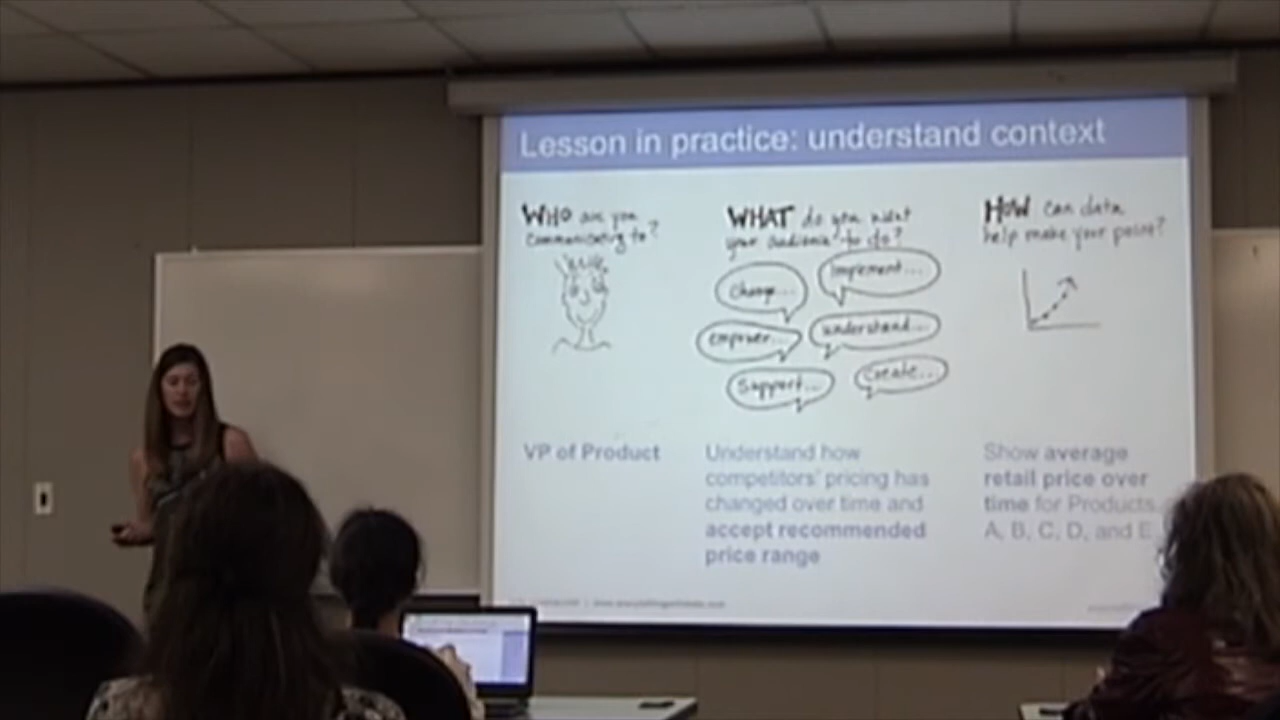 Lesson in practice: understand context
WHO are you
communicating to?
WHAT do you want
your audience to do?
change...
implement...
empower...
understand...
support...
create...
HOW can data
help make your point?
VP of Product
Understand how
competitors' pricing has
changed over time and
accept recommended
price range
Show average
retail price over
time for Products
A, B, C, D, and E